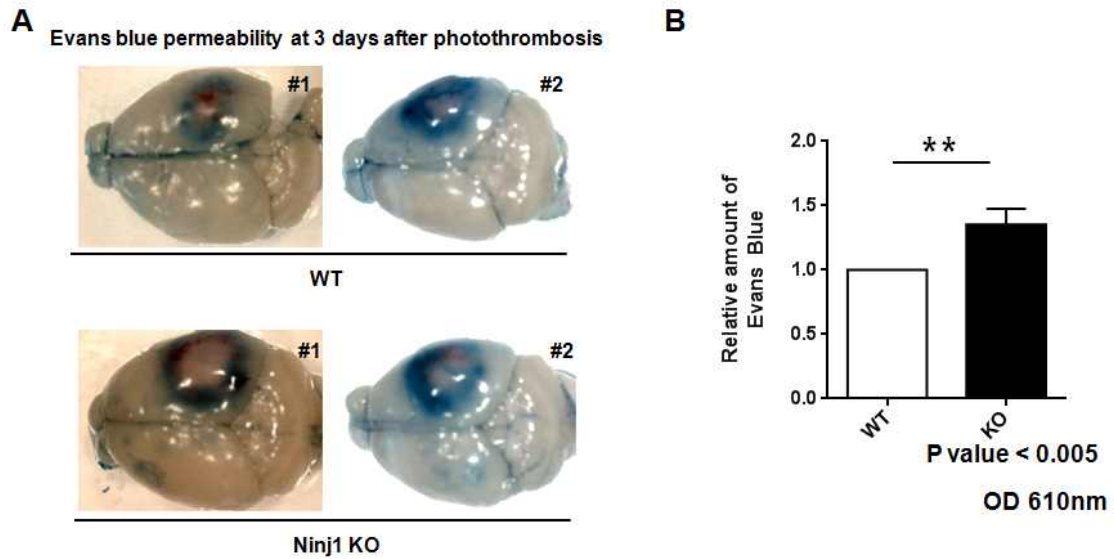 A
Evans blue permeability at 3 days after photothrombosis
#1
#2
WT
#1
#2
Ninj1 KO
B
Relative amount of
Evans Blue
2.0
1.5
1.0
0.5
0.0
**
WT
KO
P value < 0.005
OD 610nm